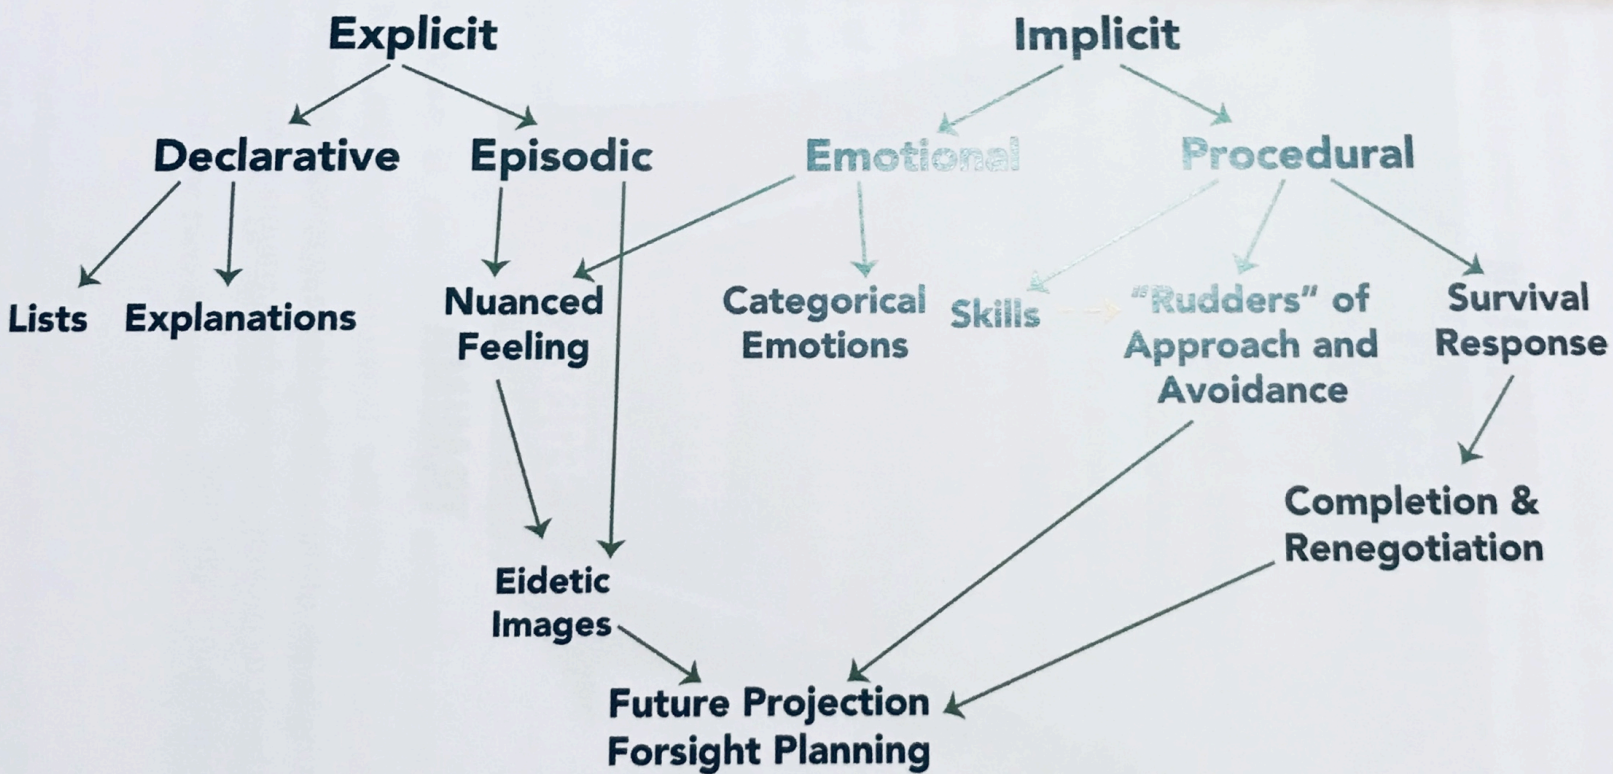 Explicit
Implicit
Declarative
Episodic
Emotional
Procedural
Lists
Explanations
Nuanced
Feeling
Categorical
Emotions
Skills
"Rudders" of
Approach and
Avoidance
Survival
Response
Completion &
Renegotiation
Eidetic
Images
Future Projection
Forsight Planning